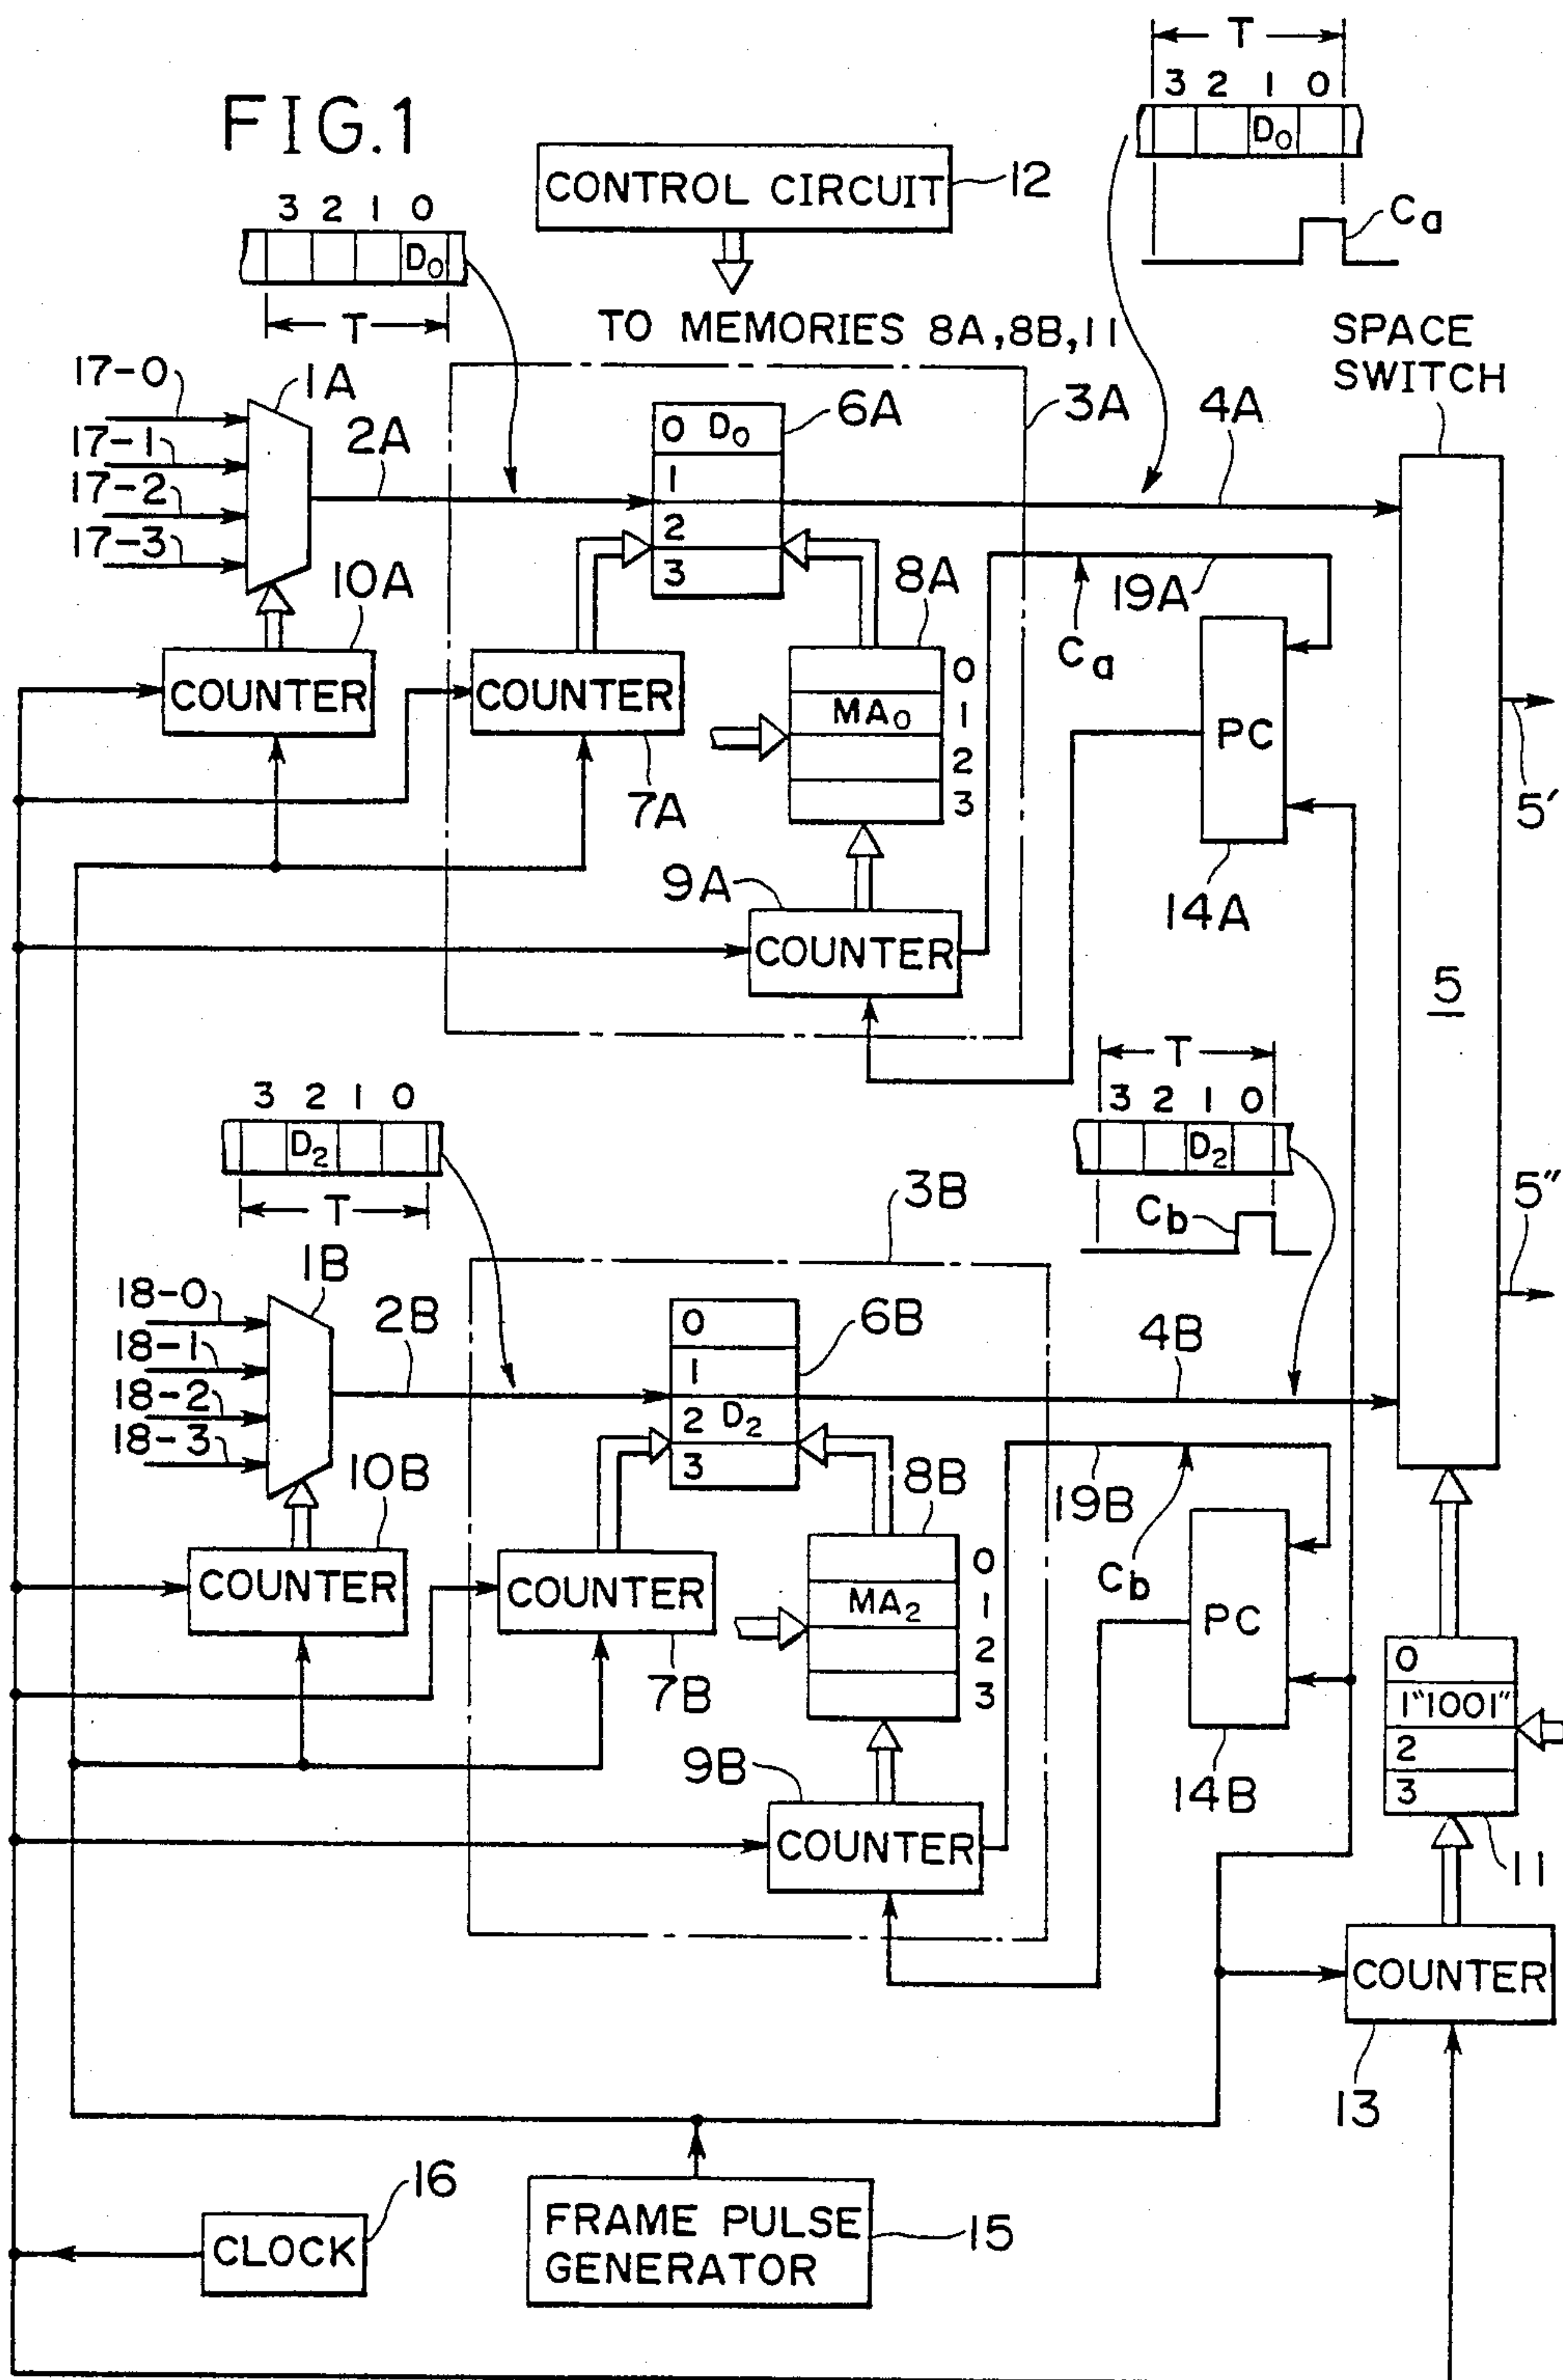 FIG.1
T
3 2 1 0
D0
Ca
CONTROL CIRCUIT
12
TO MEMORIES 8A,8B,11
3 2 1 0
D0
T
SPACE
SWITCH
17-0
17-1
17-2
17-3
1A
2A
0 D0
1
2
3
6A
3A
4A
10A
COUNTER
COUNTER
7A
8A
0
MA0 1
2
3
Ca
19A
PC
14A
5
5′
5″
9A
COUNTER
3 2 1 0
D2
T
T
3 2 1 0
D2
Cb
3B
18-0
18-1
18-2
18-3
1B
2B
0
1
2 D2
3
6B
4B
10B
COUNTER
COUNTER
7B
8B
0
MA2 1
2
3
19B
Cb
PC
14B
9B
COUNTER
0
1"1001"
2
3
11
COUNTER
13
16
CLOCK
FRAME PULSE
GENERATOR
15